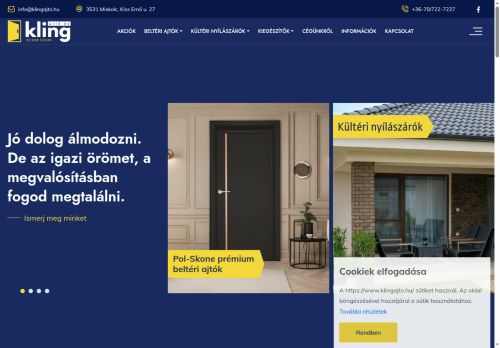 info@klingajto.hu
3531 Miskolc, Kiss Ernő u. 27
+36-70/722-7227
kling
AKCIÓK
BELTÉRI AJTÓK
KÜLTÉRI NYÍLÁSZÁRÓK
KIEGÉSZÍTŐK
CÉGÜNKRŐL
INFORMÁCIÓK
KAPCSOLAT
Jó dolog álmodozni.
De az igazi örömet, a
megvalósításban
fogod megtalálni.
Ismerj meg minket
Pol-Skone prémium
beltéri ajtók
Kültéri nyílászárók
Cookiek elfogadása
A https://www.klingajto.hu/ sütiket használ. Az oldal
böngészésével hozzájárul a sütik használatához.
További részletek
Rendben